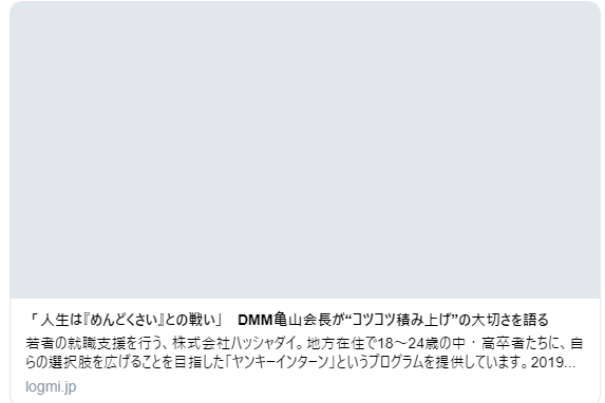 「人生は『めんどくさい』との戦い」　DMM亀山会長が“コツコツ積み上げ”の大切さを語る
若者の就職支援を行う、株式会社ハッシャダイ。地方在住で18～24歳の中・高卒者たちに、自
らの選択肢を広げることを目指した「ヤンキーインターン」というプログラムを提供しています。2019...
logmi.jp